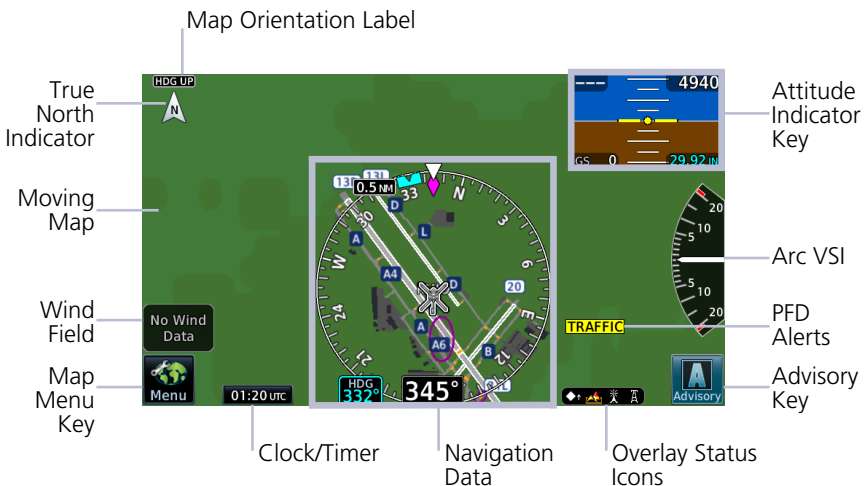 Map Orientation Label
HDG UP
True
North
Indicator
N
--- 4940
Attitude
Indicator
Key
GS 0 29.92 IN
Moving
Map
13R 13L
0.5 NM
33
N
3
6
E
12
21
24
W
30
D
L
A
A4
D
20
A
A6
B
HDG
332°
345°
20
10
5
5
10
20
Arc VSI
Wind
Field
No Wind
Data
TRAFFIC
PFD
Alerts
Map
Menu
Key
Menu
01:20 UTC
A
Advisory
Advisory
Key
Clock/Timer
Navigation
Data
Overlay Status
Icons